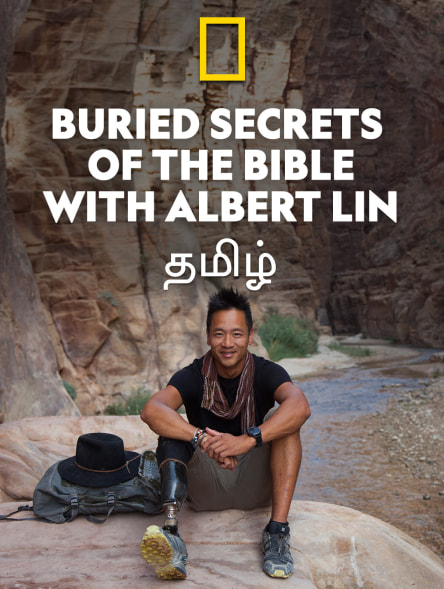 BURIED SECRETS
OF THE BIBLE
WITH ALBERT LIN
தமிழ்